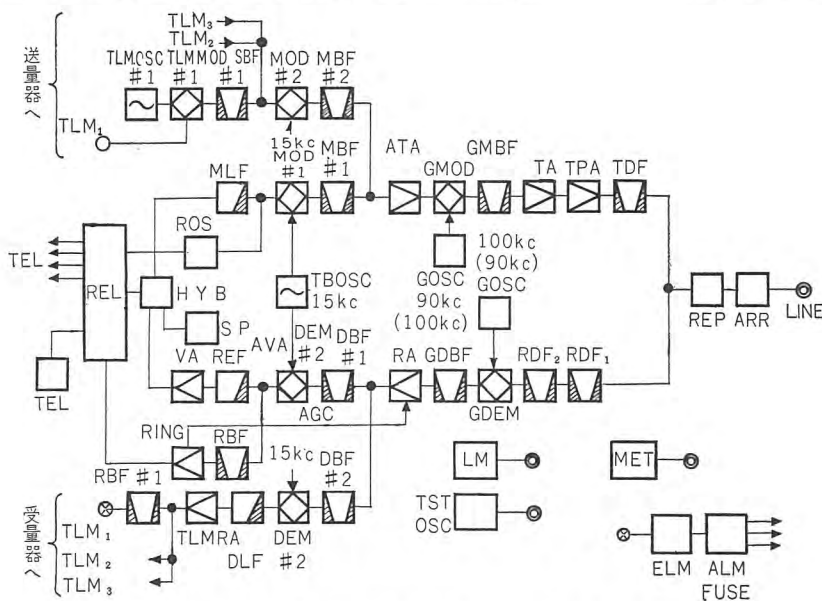 送量器へ
TLM₃
TLM₂
TLMOSC TLMMOD SBF MOD MBF
#1 #1 #1 #2 #2
TLM₁
15kc
MOD MBF
#1 #1
MLF
ATA
GMOD
GMBF
TA TPA TDF
ROS
TEL
REL
HYB
SP
TBOSC
15kc
GOSC
90kc
(100kc)
100kc
(90kc)
GOSC
REP ARR LINE
TEL
VA REF AVA DEM DBF
#2 #1
AGC
RA GDBF
GDEM
RDF₂ RDF₁
RING
RBF
15kc
DBF
#2
LM
MET
受量器へ
RBF #1
TLM₁
TLM₂
TLM₃
TLMRA
DLF
DEM
#2
TST
OSC
ELM
ALM
FUSE